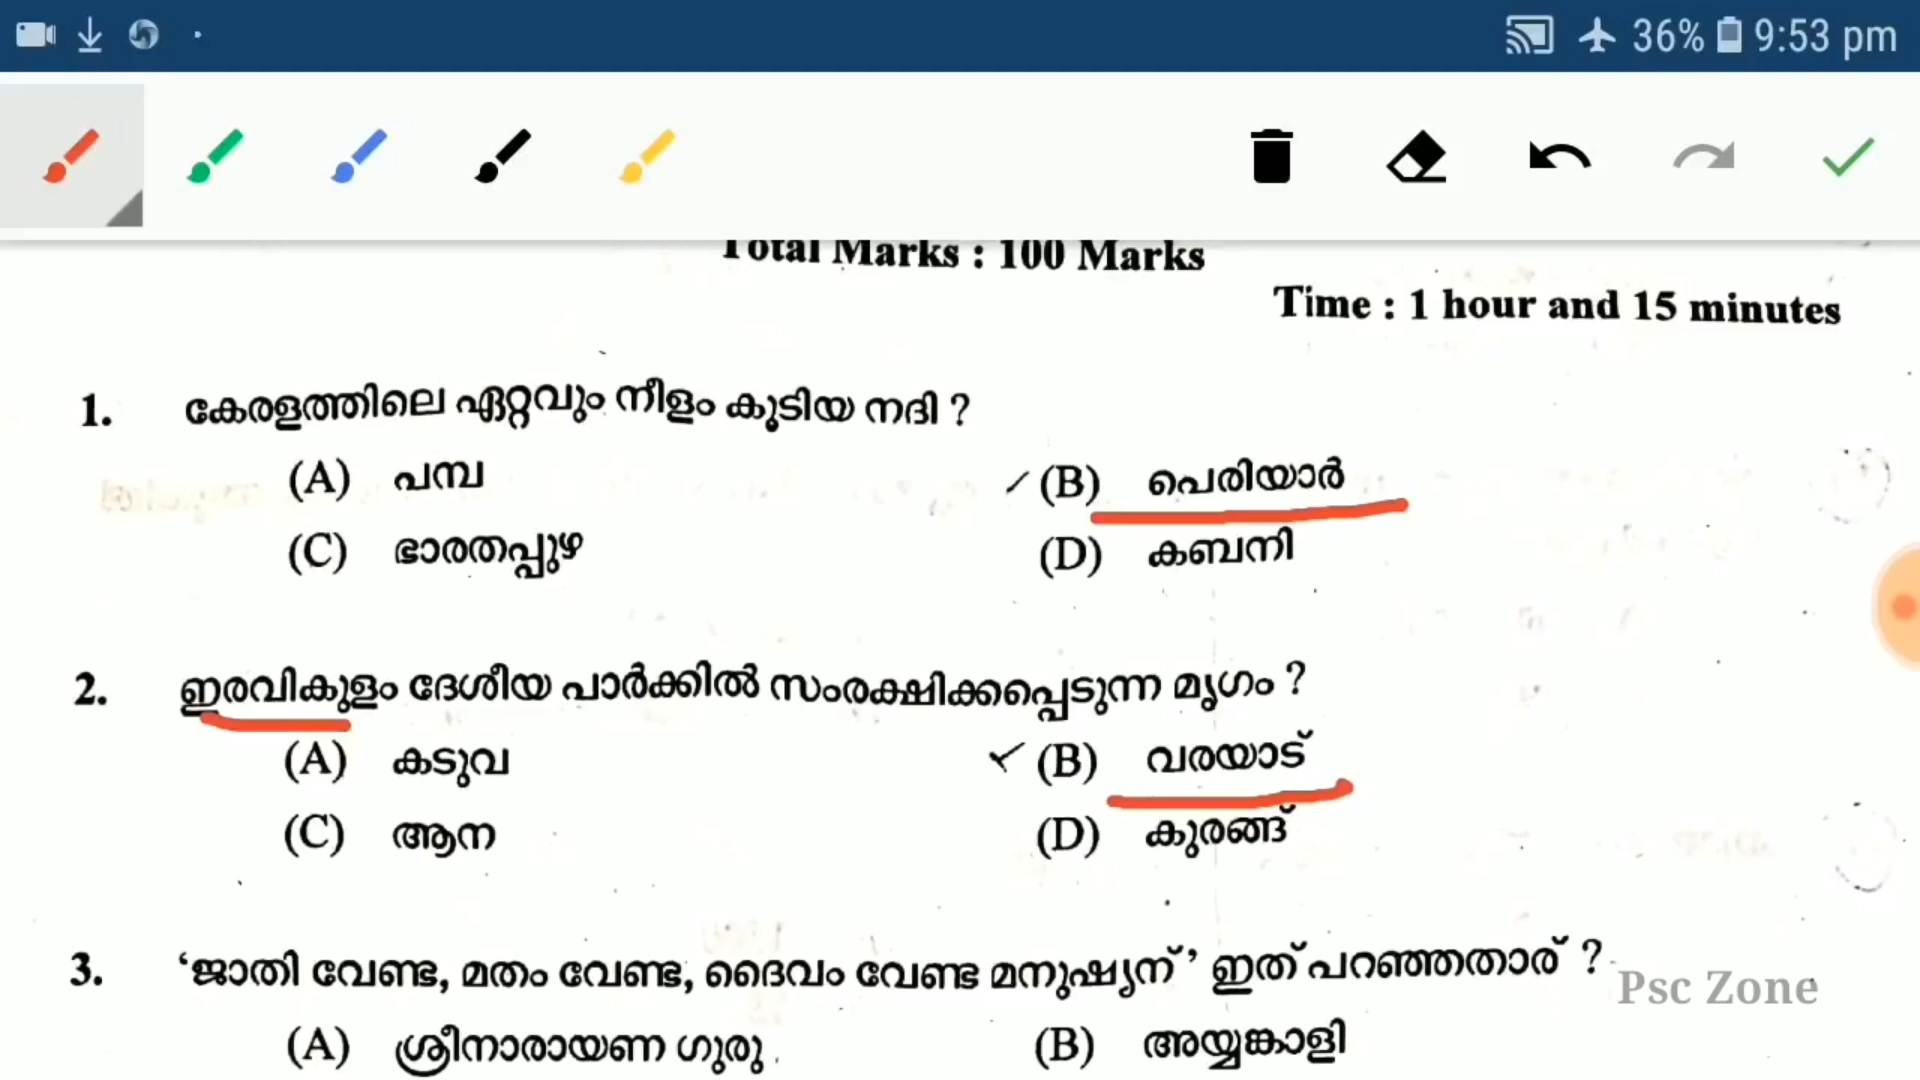 36% 9:53 pm
Total Marks : 100 Marks
Time : 1 hour and 15 minutes
1. കേരളത്തിലെ ഏറ്റവും നീളം കൂടിയ നദി ?
(A) പമ്പ (B) പെരിയാർ
(C) ഭാരതപ്പുഴ (D) കബനി
2. ഇരവികുളം ദേശീയ പാർക്കിൽ സംരക്ഷിക്കപ്പെടുന്ന മൃഗം ?
(A) കടുവ (B) വരയാട്
(C) ആന (D) കുരങ്ങ്
3. ‘ജാതി വേണ്ട, മതം വേണ്ട, ദൈവം വേണ്ട മനുഷ്യന്’ ഇത് പറഞ്ഞതാര് ?
Psc Zone
(A) ശ്രീനാരായണ ഗുരു (B) അയ്യങ്കാളി